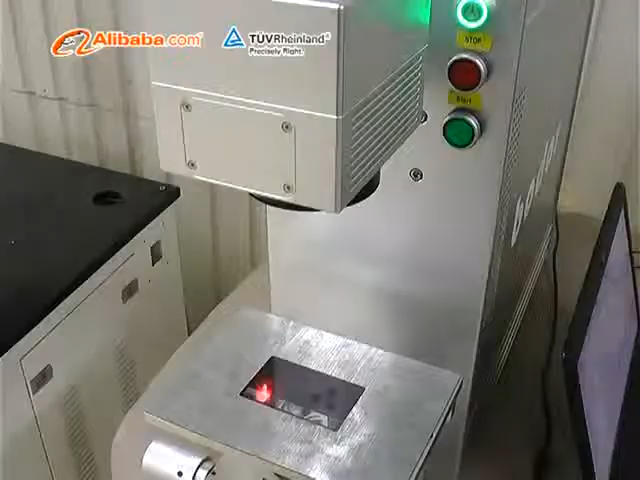 Alibaba.com
TÜVRheinland®
Precisely Right.
STOP
Start